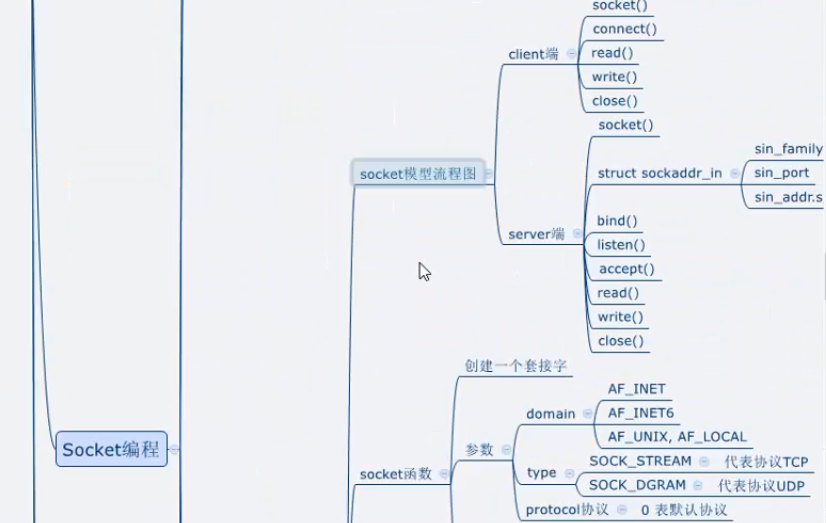 socket()
connect()
client端
read()
write()
close()
socket()
sin_family
socket模型流程图
struct sockaddr_in
sin_port
sin_addr.s
bind()
server端
listen()
accept()
read()
write()
close()
创建一个套接字
AF_INET
domain
AF_INET6
AF_UNIX, AF_LOCAL
Socket编程
参数
SOCK_STREAM
代表协议TCP
socket函数
type
SOCK_DGRAM
代表协议UDP
protocol协议
0 表默认协议